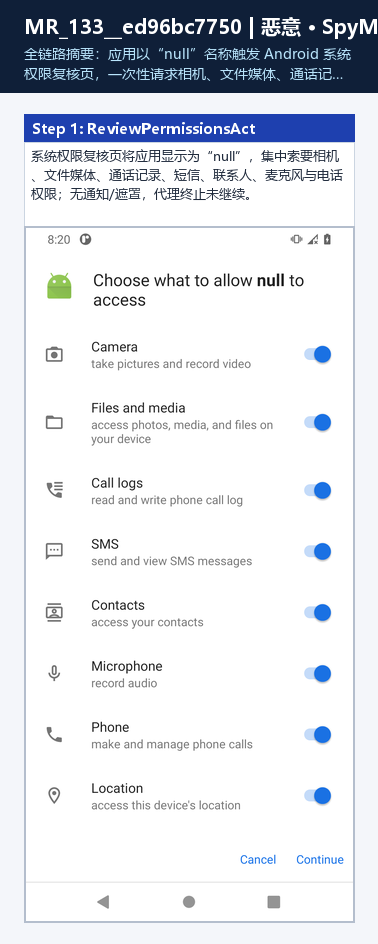 MR_133__ed96bc7750 | 恶意 • SpyM
全链路摘要：应用以“null”名称触发 Android 系统
权限复核页，一次性请求相机、文件媒体、通话记...
Step 1: ReviewPermissionsAct
系统权限复核页将应用显示为“null”，集中索要相机
、文件媒体、通话记录、短信、联系人、麦克风与电话
权限；无通知/遮罩，代理终止未继续。
8:20
Choose what to allow null to
access
Camera
take pictures and record video
Files and media
access photos, media, and files on
your device
Call logs
read and write phone call log
SMS
send and view SMS messages
Contacts
access your contacts
Microphone
record audio
Phone
make and manage phone calls
Location
access this device's location
Cancel Continue